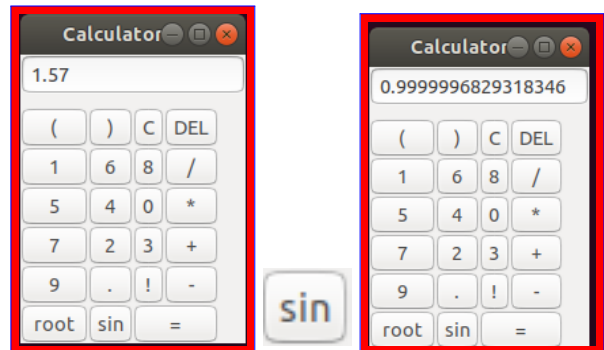 Calculator
1.57
( ) C DEL
1 6 8 /
5 4 0 *
7 2 3 +
9 . ! -
root sin =
sin
Calculator
0.9999996829318346
( ) C DEL
1 6 8 /
5 4 0 *
7 2 3 +
9 . ! -
root sin =